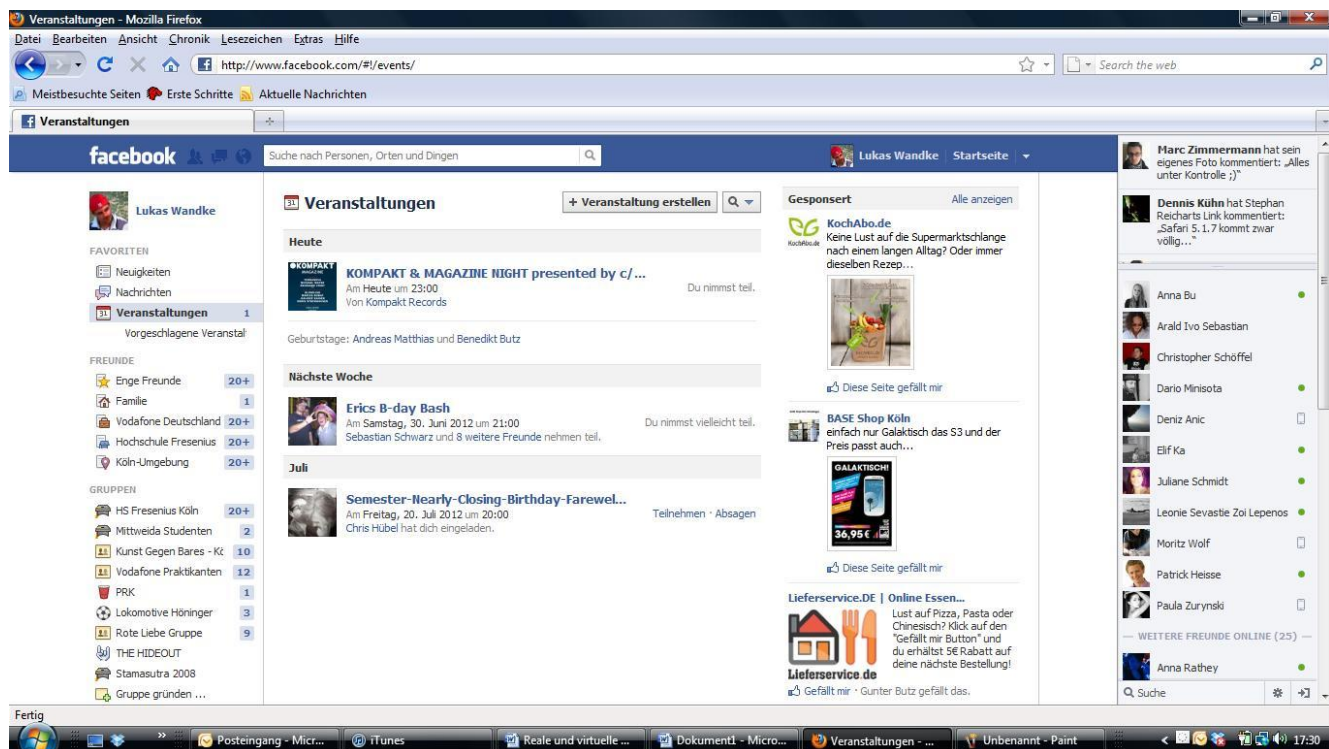 Veranstaltungen - Mozilla Firefox
Datei Bearbeiten Ansicht Chronik Lesezeichen Extras Hilfe
http://www.facebook.com/#!/events/
Search the web
Meistbesuchte Seiten Erste Schritte Aktuelle Nachrichten
Veranstaltungen
facebook
Suche nach Personen, Orten und Dingen
Lukas Wandke Startseite
Lukas Wandke
FAVORITEN
Neuigkeiten
Nachrichten
Veranstaltungen 1
Vorgeschlagene Veranstal
FREUNDE
Enge Freunde 20+
Familie 1
Vodafone Deutschland 20+
Hochschule Fresenius 20+
Köln-Umgebung 20+
GRUPPEN
HS Fresenius Köln 20+
Mittweida Studenten 2
Kunst Gegen Bares - Kö 10
Vodafone Praktikanten 12
PRK 1
Lokomotive Höninger 3
Rote Liebe Gruppe 9
THE HIDEOUT
Stamasutra 2008
Gruppe gründen ...
31 Veranstaltungen
+ Veranstaltung erstellen
Heute
KOMPAKT
MAGAZINE
KOMPAKT & MAGAZINE NIGHT presented by c/...
Am Heute um 23:00
Von Kompakt Records
Du nimmst teil.
Geburtstage: Andreas Matthias und Benedikt Butz
Nächste Woche
Erics B-day Bash
Am Samstag, 30. Juni 2012 um 21:00
Sebastian Schwarz und 8 weitere Freunde nehmen teil.
Du nimmst vielleicht teil.
Juli
Semester-Nearly-Closing-Birthday-Farewel...
Am Freitag, 20. Juli 2012 um 20:00
Chris Hübel hat dich eingeladen.
Teilnehmen · Absagen
Gesponsert Alle anzeigen
KochAbo.de
KochAbo.de
Keine Lust auf die Supermarktschlange
nach einem langen Alltag? Oder immer
dieselben Rezep...
Diese Seite gefällt mir
BASE Shop Köln
einfach nur Galaktisch das S3 und der
Preis passt auch...
GALAKTISCH!
36,95 €
Diese Seite gefällt mir
Lieferservice.DE | Online Essen...
Lust auf Pizza, Pasta oder
Chinesisch? Klick auf den
"Gefällt mir Button" und
du erhältst 5€ Rabatt auf
deine nächste Bestellung!
Lieferservice.de
Gefällt mir · Gunter Butz gefällt das.
Marc Zimmermann hat sein
eigenes Foto kommentiert: „Alles
unter Kontrolle ;)"
Dennis Kühn hat Stephan
Reicharts Link kommentiert:
„Safari 5.1.7 kommt zwar
völlig..."
Anna Bu
Arald Ivo Sebastian
Christopher Schöffel
Dario Minisota
Deniz Anic
Elif Ka
Juliane Schmidt
Leonie Sevastie Zoi Lepenos
Moritz Wolf
Patrick Heisse
Paula Zurynski
WEITERE FREUNDE ONLINE (25)
Anna Rathey
Suche
Fertig
Posteingang - Micr...
iTunes
Reale und virtuelle ...
Dokument1 - Micro...
Veranstaltungen - ...
Unbenannt - Paint
17:30